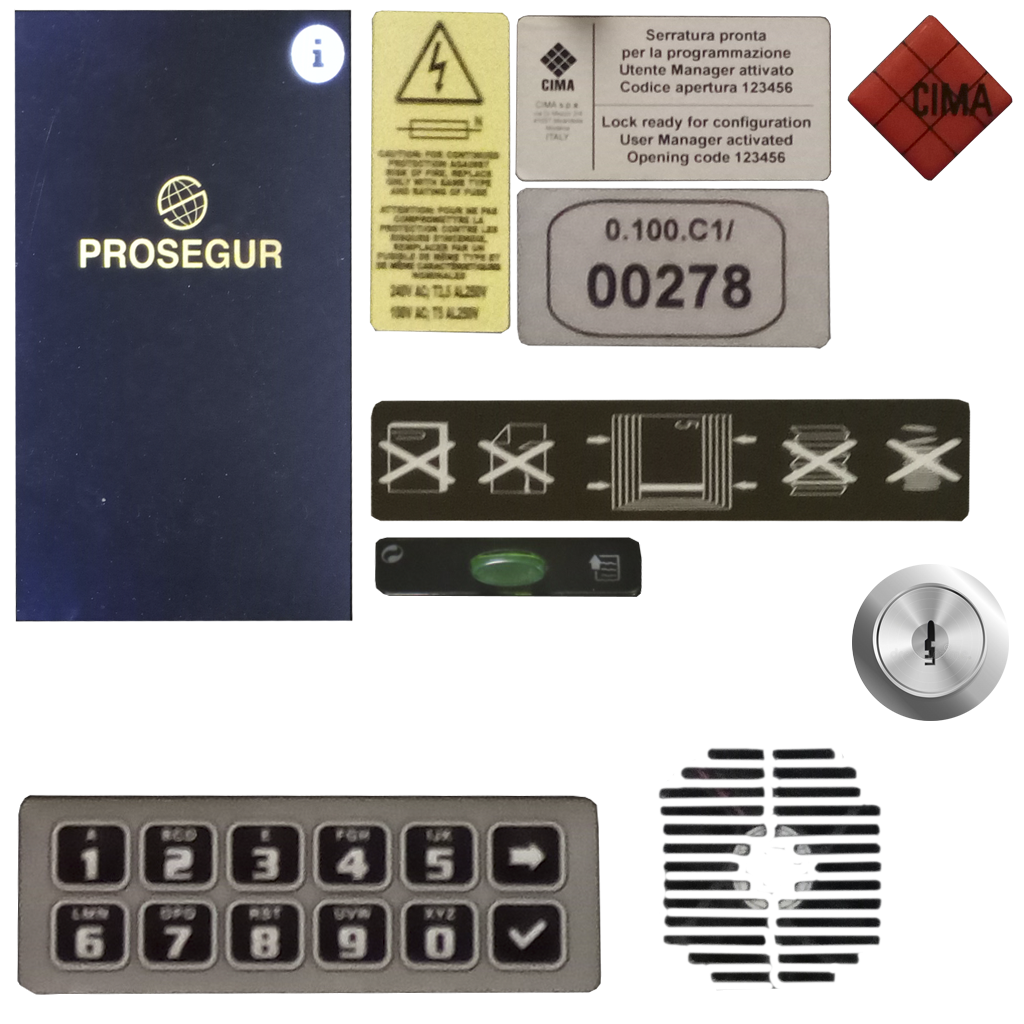 i
PROSEGUR
N
CAUTION: FOR CONTINUED
PROTECTION AGAINST
RISK OF FIRE, REPLACE
ONLY WITH SAME TYPE
AND RATING OF FUSE
ATTENTION: POUR NE PAS
COMPROMETTRE LA
PROTECTION CONTRE LES
RISQUES D'INCENDIE,
REMPLACER PAR UN
FUSIBLE DE MÊME TYPE ET
DE MÊME CARACTÉRISTIQUES
NOMINALES
240V AC; T2,5 AL250V
100V AC; T5 AL250V
CIMA
CIMA s.p.a
ITALY
Serratura pronta
per la programmazione
Utente Manager attivato
Codice apertura 123456
Lock ready for configuration
User Manager activated
Opening code 123456
CIMA
0.100.C1/
00278
5
A BCD E FGH IJK
1 2 3 4 5
LMN OPQ RST UVW XYZ
6 7 8 9 0